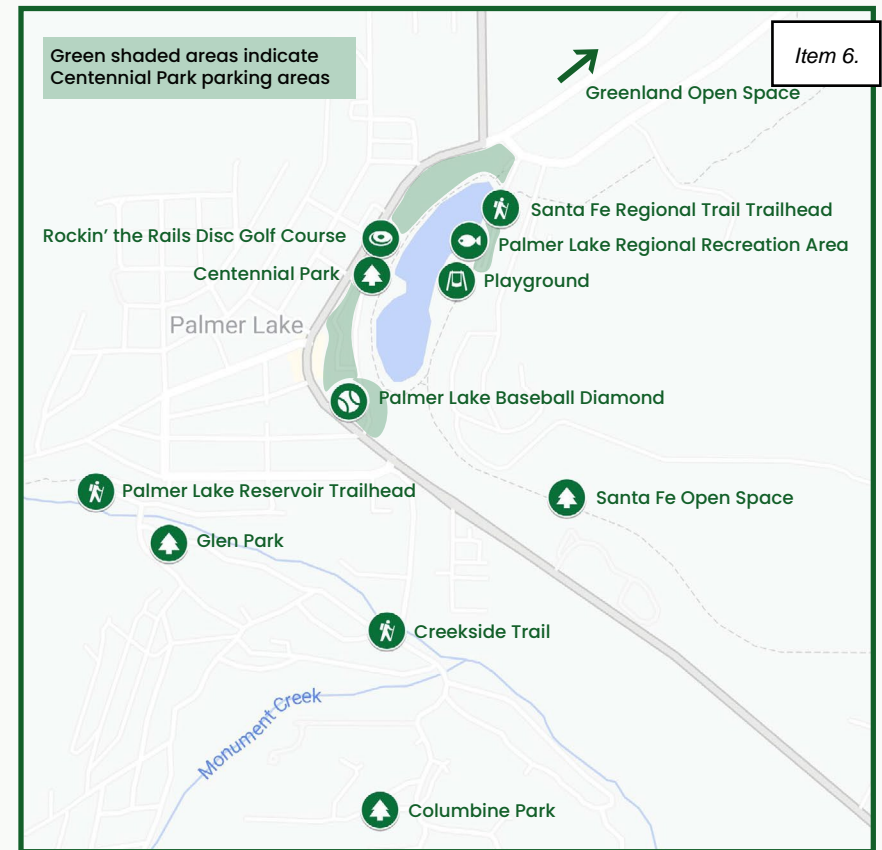 Green shaded areas indicate
Centennial Park parking areas
Item 6.
Greenland Open Space
Santa Fe Regional Trail Trailhead
Rockin’ the Rails Disc Golf Course
Palmer Lake Regional Recreation Area
Centennial Park
Playground
Palmer Lake
Palmer Lake Baseball Diamond
Palmer Lake Reservoir Trailhead
Santa Fe Open Space
Glen Park
Creekside Trail
Monument Creek
Columbine Park